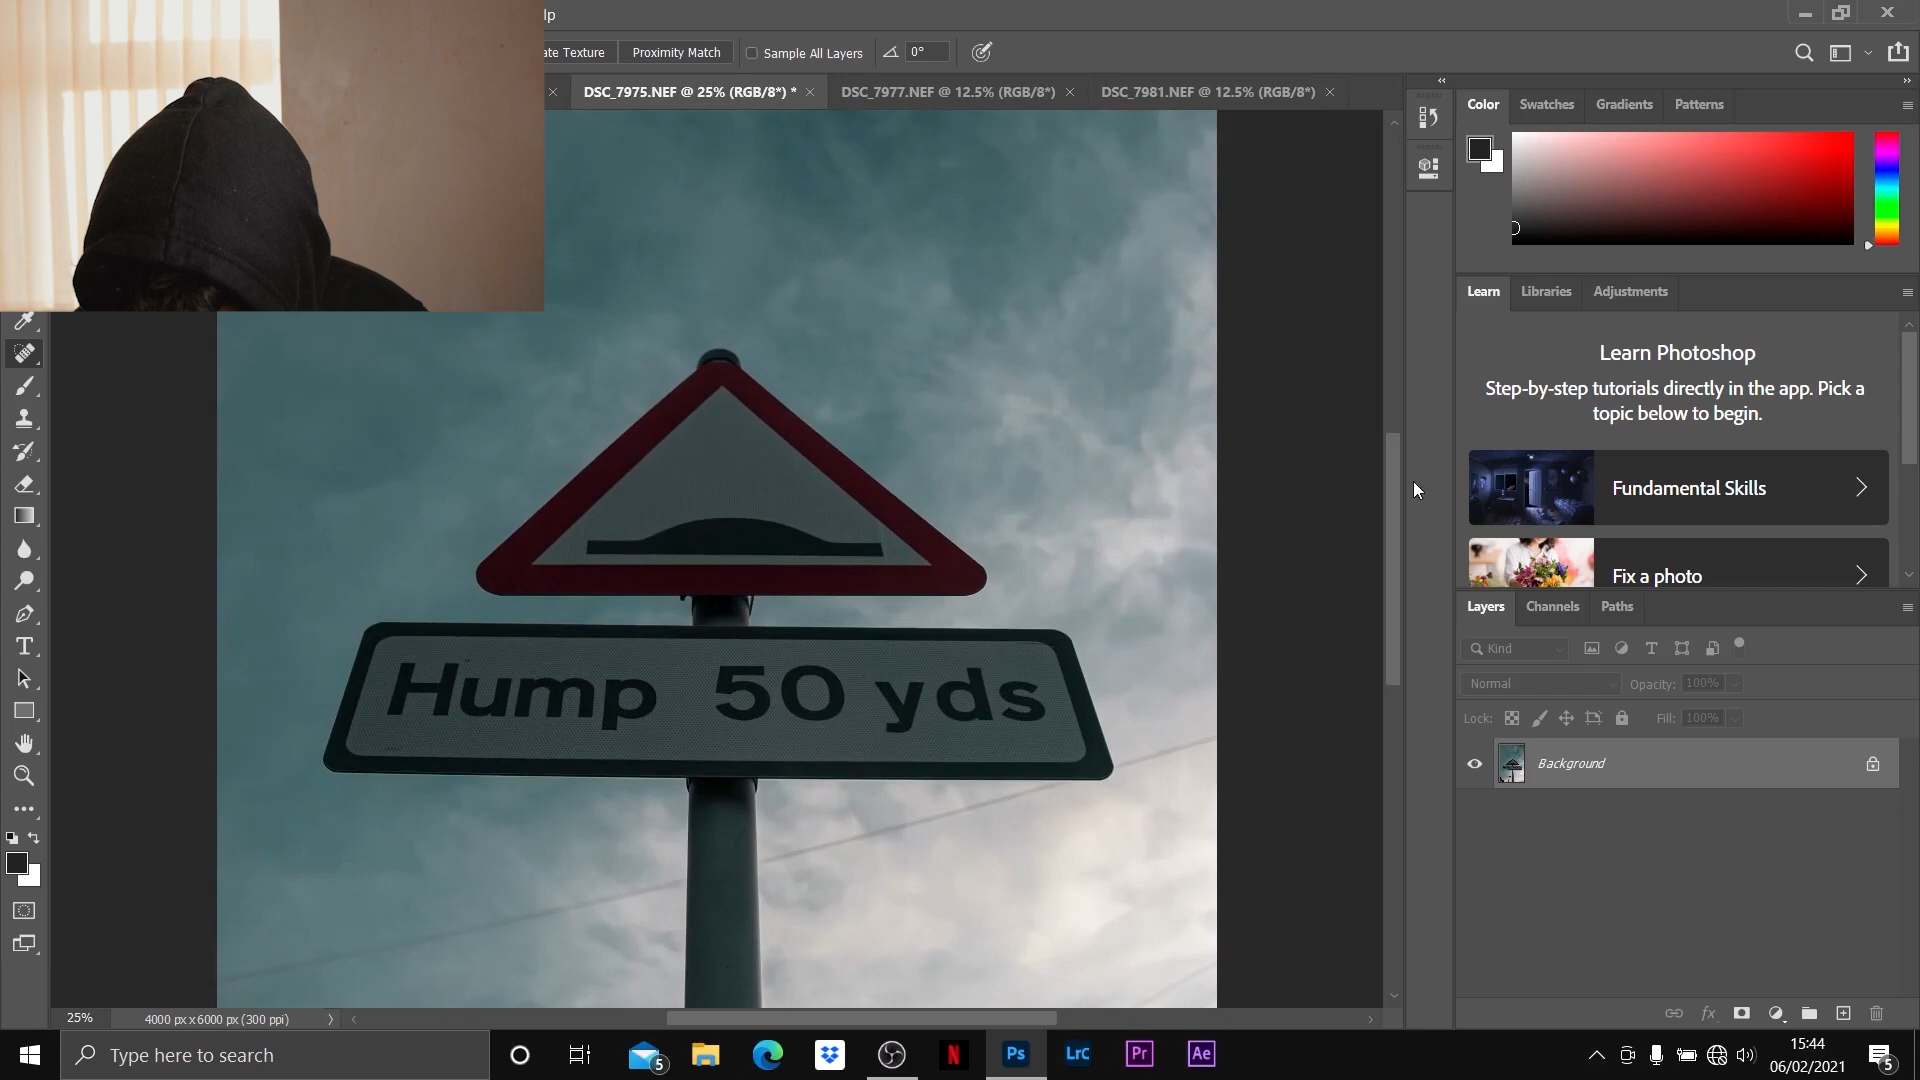 lp
ate Texture Proximity Match Sample All Layers 0°
DSC_7975.NEF @ 25% (RGB/8*) * DSC_7977.NEF @ 12.5% (RGB/8*) DSC_7981.NEF @ 12.5% (RGB/8*)
Color Swatches Gradients Patterns
Learn Libraries Adjustments
Learn Photoshop
Step-by-step tutorials directly in the app. Pick a
topic below to begin.
Fundamental Skills
Fix a photo
Hump 50 yds
Layers Channels Paths
Kind
Normal Opacity: 100%
Lock: Fill: 100%
Background
fx
25% 4000 px x 6000 px (300 ppi)
Type here to search
5
N
Ps
LrC
Pr
Ae
15:44
06/02/2021
5